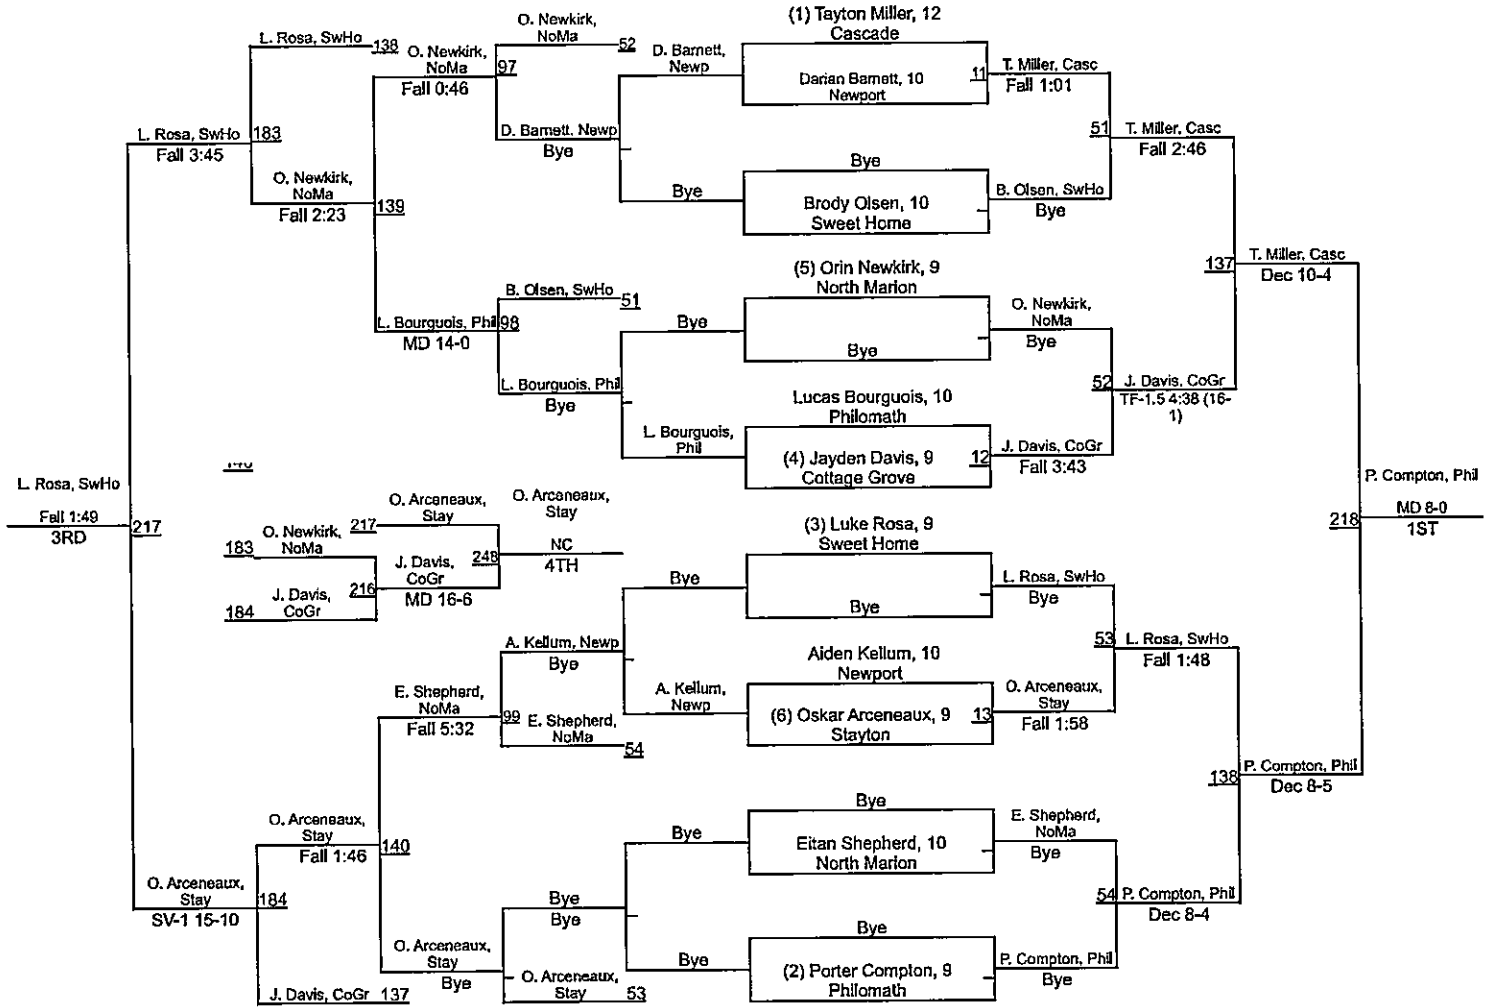 (1) Tayton Miller, 12
Cascade
Darian Barnett, 10
Newport
11
T. Miller, Casc
Fall 1:01
Bye
Brody Olsen, 10
Sweet Home
B. Olsen, SwHo
Bye
51
T. Miller, Casc
Fall 2:46
(5) Orin Newkirk, 9
North Marion
Bye
O. Newkirk,
NoMa
Bye
Lucas Bourguois, 10
Philomath
(4) Jayden Davis, 9
Cottage Grove
12
J. Davis, CoGr
Fall 3:43
52
J. Davis, CoGr
TF-1.5 4:38 (16-
1)
137
T. Miller, Casc
Dec 10-4
(3) Luke Rosa, 9
Sweet Home
Bye
L. Rosa, SwHo
Bye
Aiden Kellum, 10
Newport
(6) Oskar Arceneaux, 9
Stayton
13
O. Arceneaux,
Stay
Fall 1:58
53
L. Rosa, SwHo
Fall 1:48
Bye
Eitan Shepherd, 10
North Marion
E. Shepherd,
NoMa
Bye
Bye
(2) Porter Compton, 9
Philomath
P. Compton, Phil
Bye
54
P. Compton, Phil
Dec 8-4
138
P. Compton, Phil
Dec 8-5
218
P. Compton, Phil
MD 8-0
1ST
D. Barnett,
Newp
Bye
D. Barnett, Newp
Bye
O. Newkirk,
NoMa
52
97
O. Newkirk,
NoMa
Fall 0:46
Bye
L. Bourguois,
Phil
L. Bourguois, Phil
Bye
B. Olsen, SwHo
51
98
L. Bourguois, Phil
MD 14-0
139
O. Newkirk,
NoMa
Fall 2:23
L. Rosa, SwHo
138
183
L. Rosa, SwHo
Fall 3:45
Bye
A. Kellum,
Newp
A. Kellum, Newp
Bye
E. Shepherd,
NoMa
54
99
E. Shepherd,
NoMa
Fall 5:32
Bye
Bye
Bye
Bye
O. Arceneaux,
Stay
53
O. Arceneaux,
Stay
Bye
140
O. Arceneaux,
Stay
Fall 1:46
J. Davis, CoGr
137
184
O. Arceneaux,
Stay
SV-1 15-10
217
L. Rosa, SwHo
Fall 1:49
3RD
183
O. Newkirk,
NoMa
184
J. Davis,
CoGr
216
J. Davis,
CoGr
MD 16-6
217
O. Arceneaux,
Stay
248
O. Arceneaux,
Stay
NC
4TH